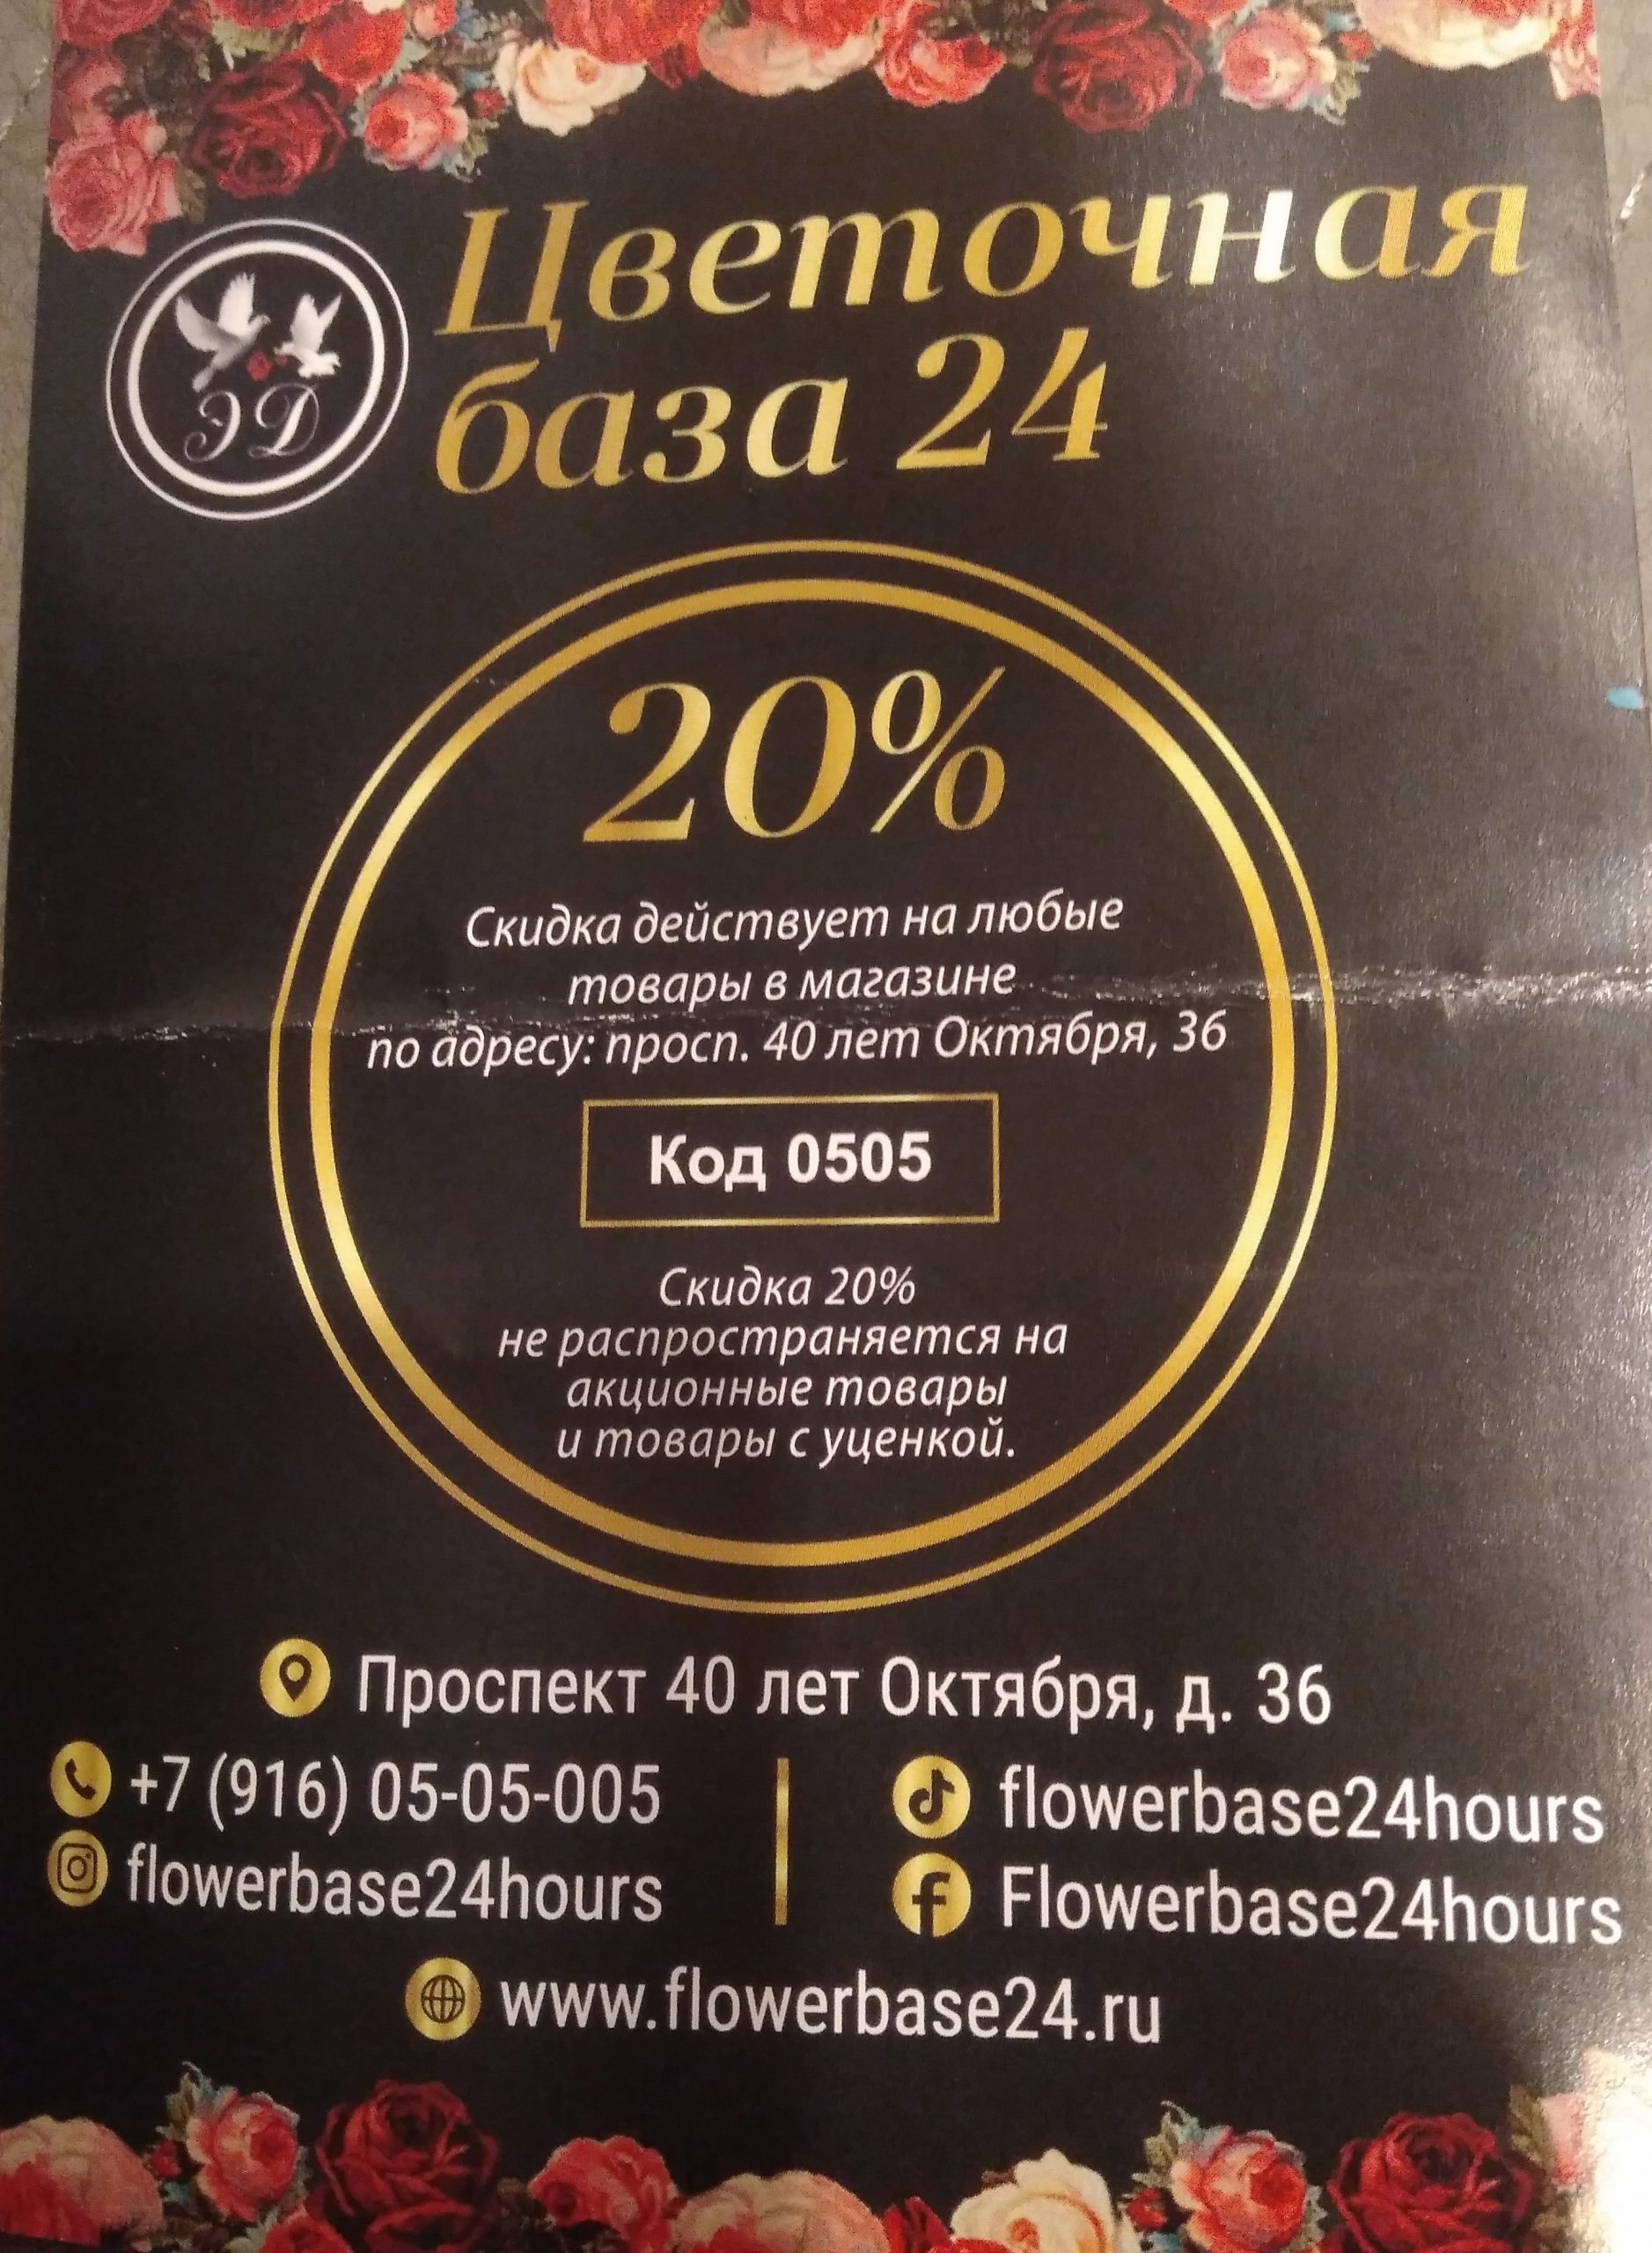 Цветочная
база 24
ЭД
20%
Скидка действует на любые
товары в магазине
по адресу: просп. 40 лет Октября, 36
Код 0505
Скидка 20%
не распространяется на
акционные товары
и товары с уценкой.
Проспект 40 лет Октября, д. 36
+7 (916) 05-05-005
flowerbase24hours
flowerbase24hours
Flowerbase24hours
www.flowerbase24.ru